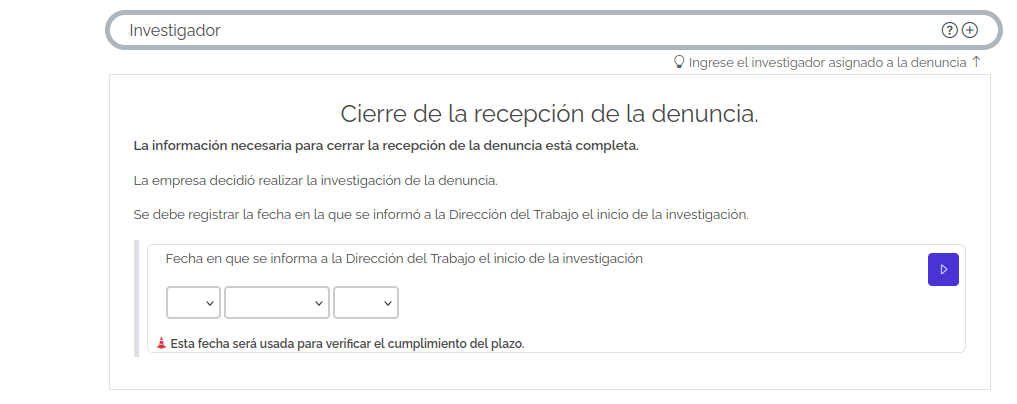 Investigador
Ingrese el investigador asignado a la denuncia ↑
Cierre de la recepción de la denuncia.
La información necesaria para cerrar la recepción de la denuncia está completa.
La empresa decidió realizar la investigación de la denuncia.
Se debe registrar la fecha en la que se informó a la Dirección del Trabajo el inicio de la investigación.
Fecha en que se informa a la Dirección del Trabajo el inicio de la investigación
Esta fecha será usada para verificar el cumplimiento del plazo.